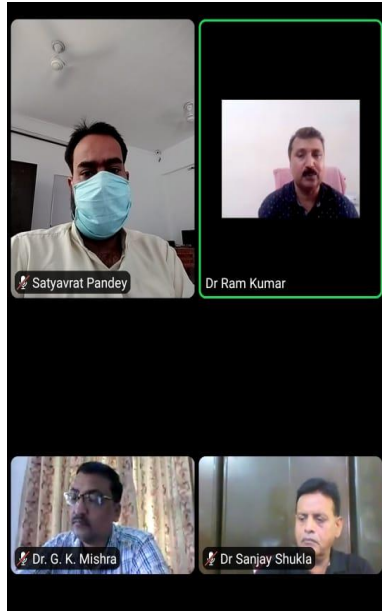 Satyavrat Pandey
Dr Ram Kumar
Dr. G. K. Mishra
Dr Sanjay Shukla